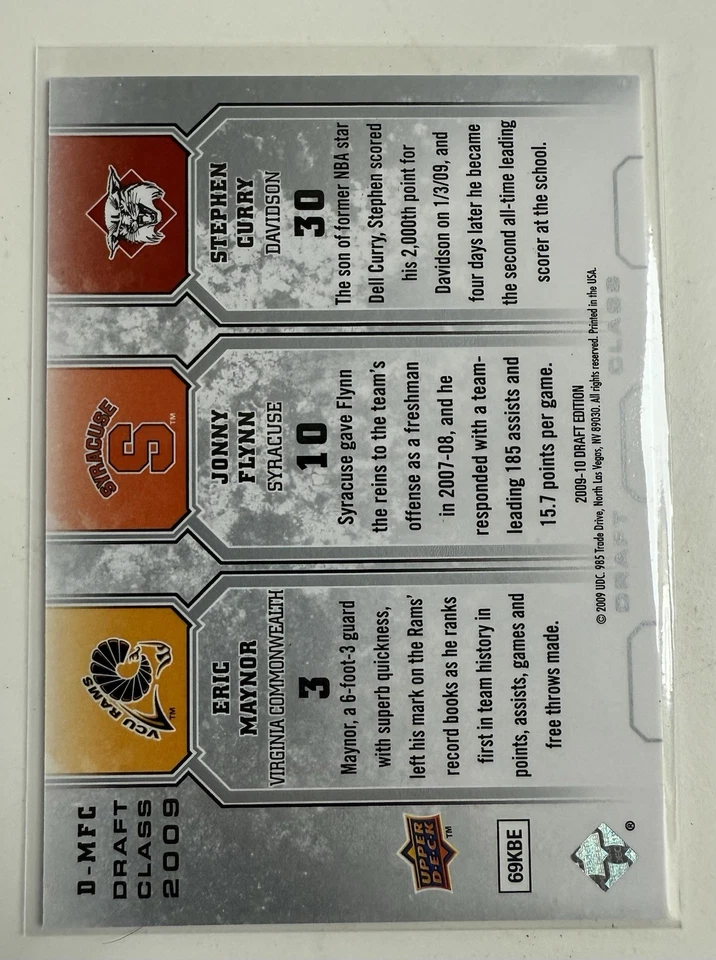 D-MFC
DRAFT
CLASS
2009
UPPER
DECK
TM
69KBE
®
VCU RAMS
TM
ERIC
MAYNOR
VIRGINIA COMMONWEALTH
3
Maynor, a 6-foot-3 guard
with superb quickness,
left his mark on the Rams'
record books as he ranks
first in team history in
points, assists, games and
free throws made.
SYRACUSE
S
TM
JONNY
FLYNN
SYRACUSE
10
Syracuse gave Flynn
the reins to the team's
offense as a freshman
in 2007-08, and he
responded with a team-
leading 185 assists and
15.7 points per game.
STEPHEN
CURRY
DAVIDSON
30
The son of former NBA star
Dell Curry, Stephen scored
his 2,000th point for
Davidson on 1/3/09, and
four days later he became
the second all-time leading
scorer at the school.
2009-10 DRAFT EDITION
© 2009 UDC. 985 Trade Drive, North Las Vegas, NV 89030. All rights reserved. Printed in the USA.
DRAFT CLASS